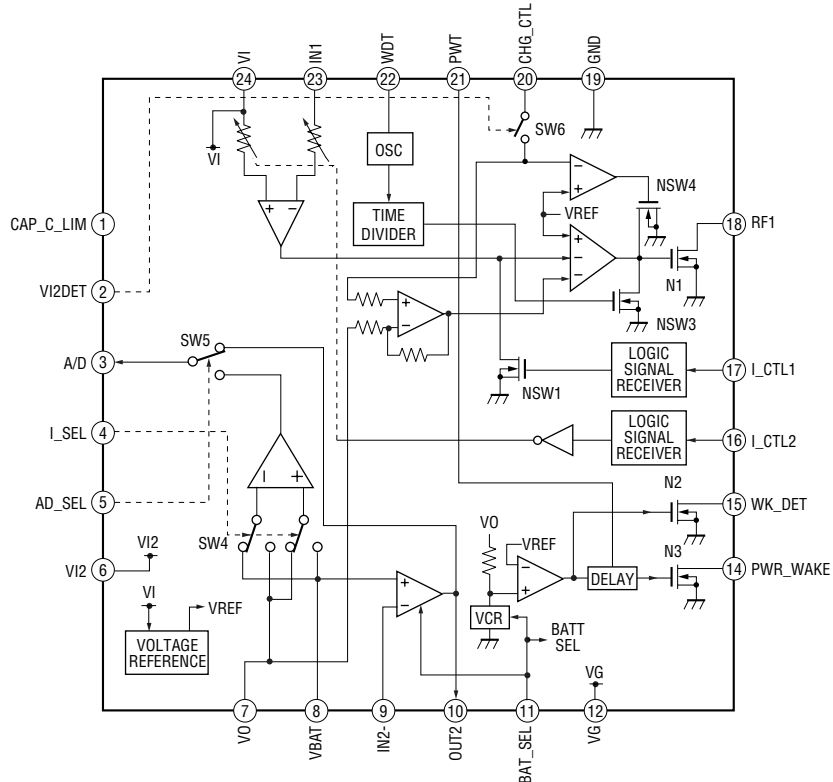 VI
IN1
WDT
PWT
CHG_CTL
GND
24
23
22
21
20
19
SW6
VI
OSC
NSW4
+
−
−
+
TIME
DIVIDER
VREF
CAP_C_LIM
1
18
RF1
+
−
−
N1
VI2DET
2
NSW3
+
−
SW5
A/D
3
LOGIC
SIGNAL
RECEIVER
17
I_CTL1
NSW1
I_SEL
4
LOGIC
SIGNAL
RECEIVER
16
I_CTL2
−
+
AD_SEL
5
N2
15
WK_DET
SW4
VO
VI2
VREF
N3
VI2
6
−
+
14
PWR_WAKE
DELAY
VI
+
−
VREF
VCR
BATT
SEL
VOLTAGE
REFERENCE
VG
7
8
9
10
11
12
VO
VBAT
IN2-
OUT2
BAT_SEL
VG